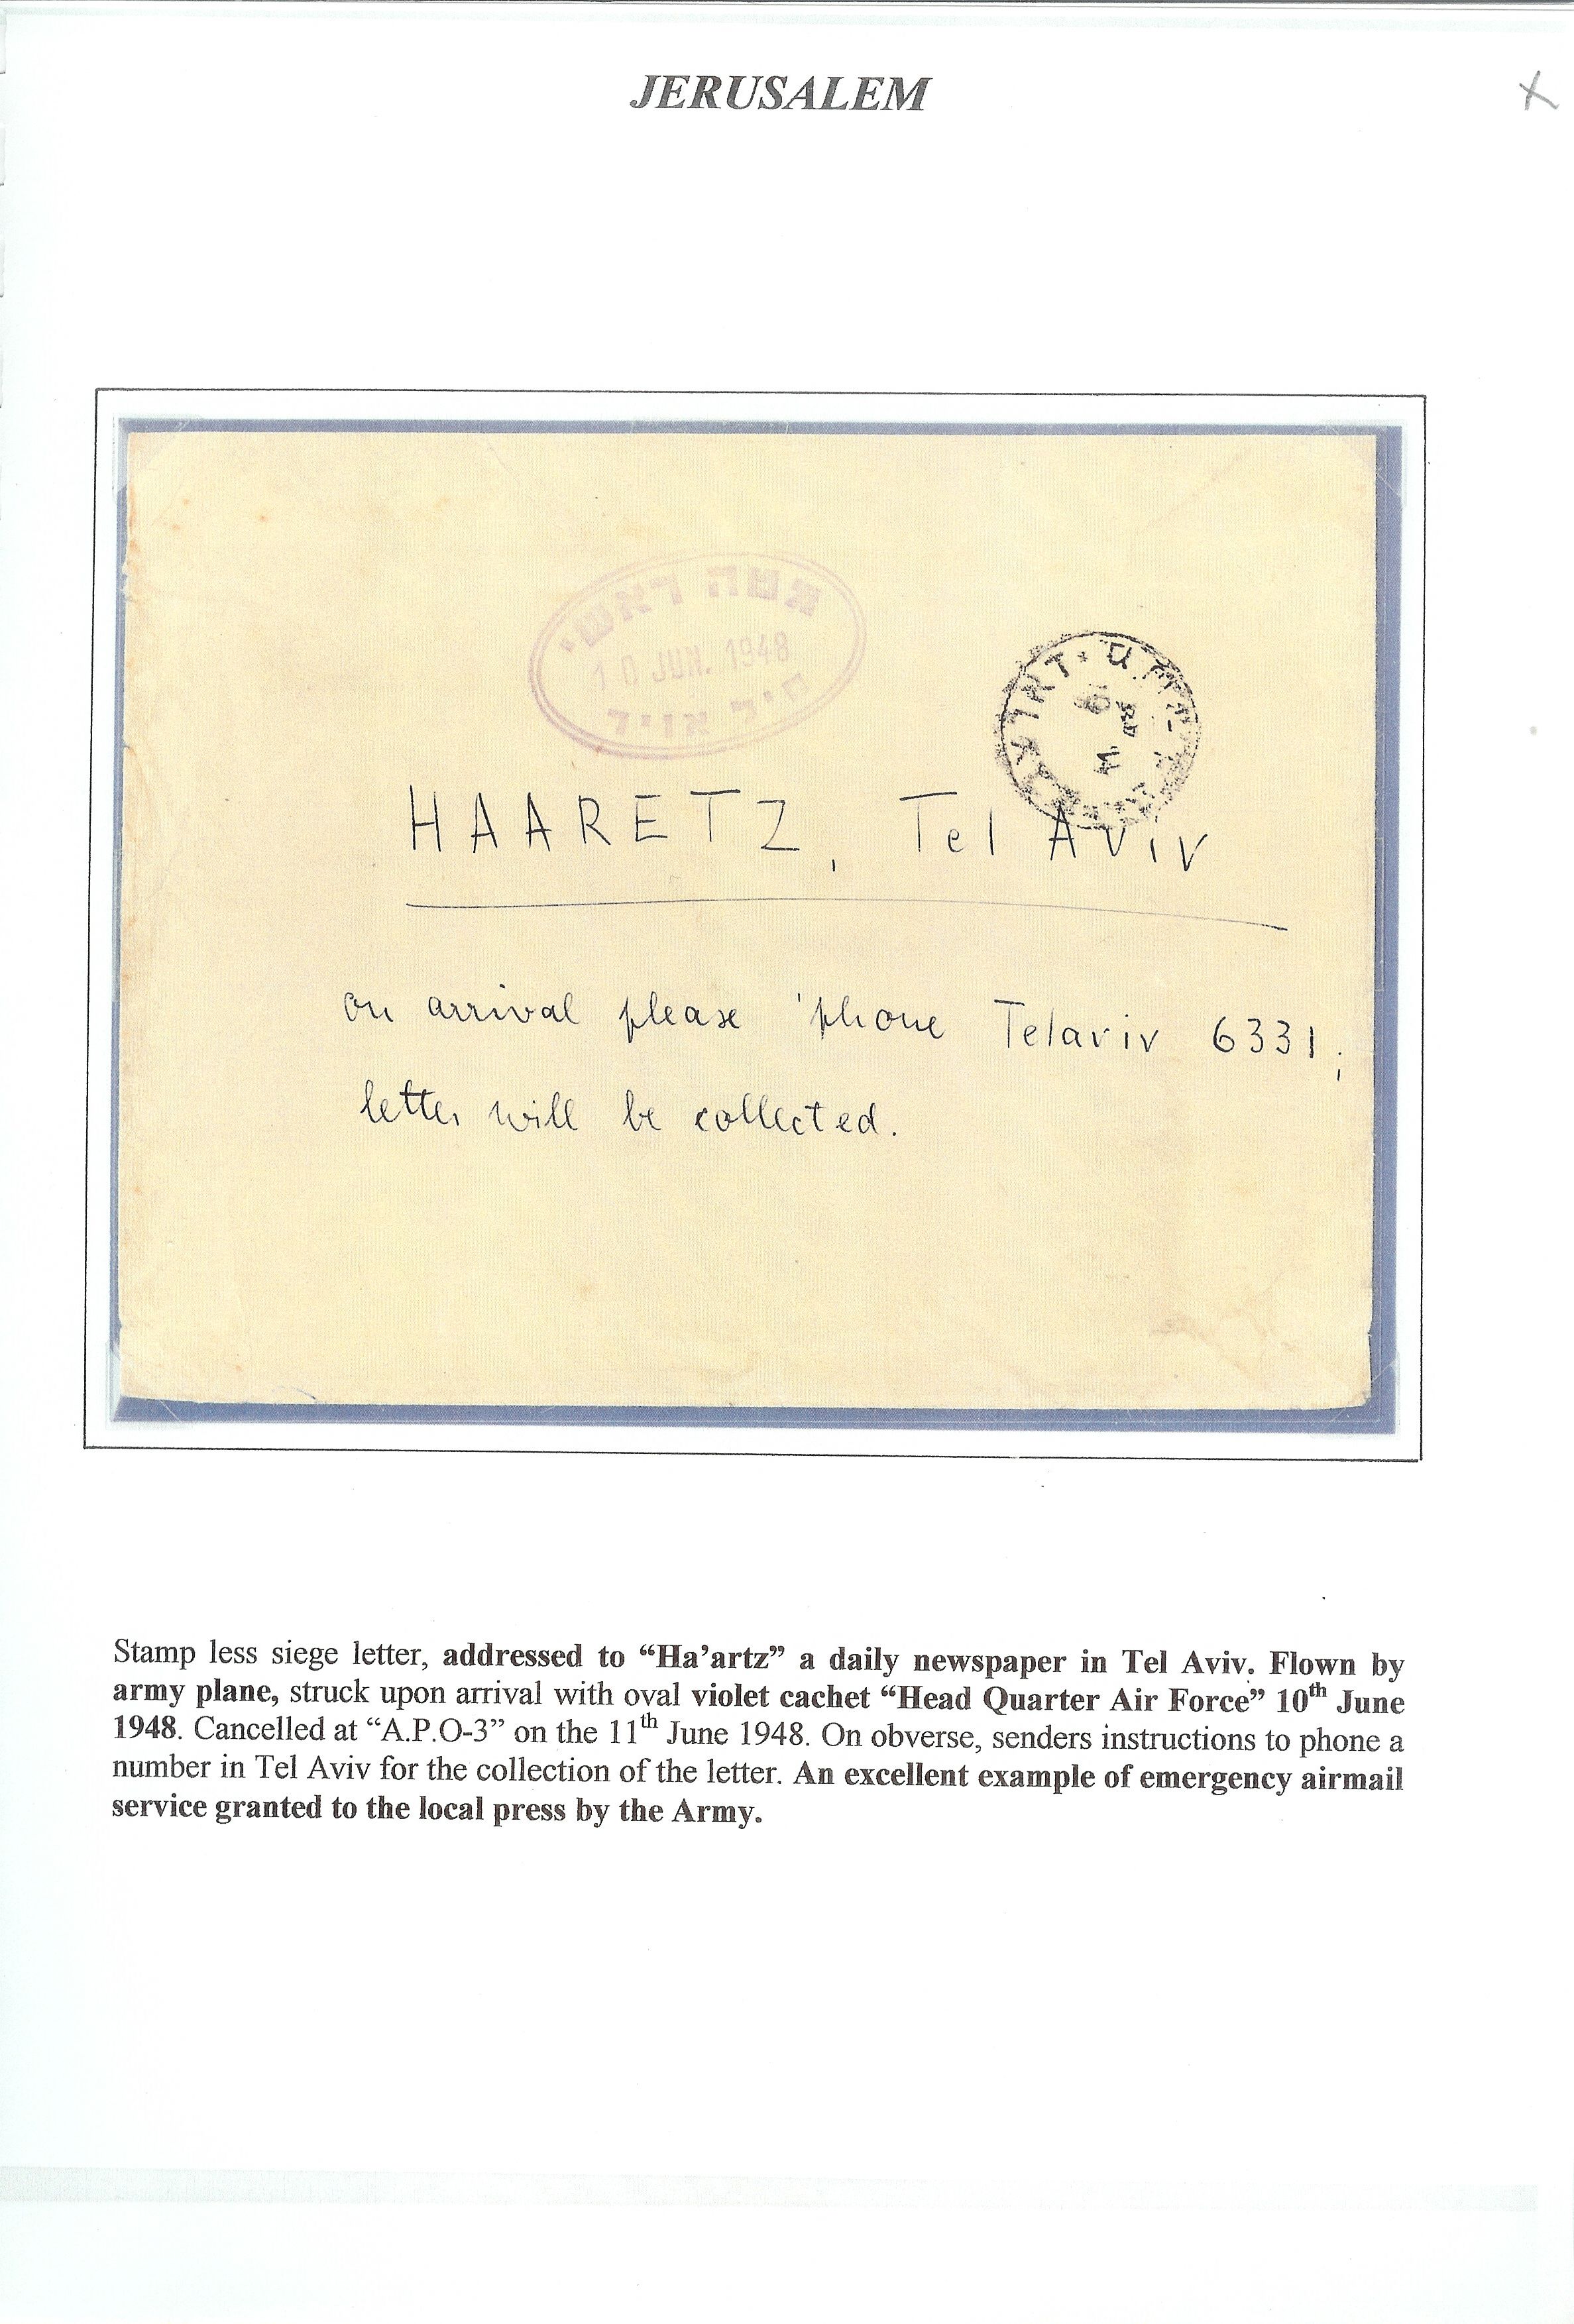 JERUSALEM
X
מטה ראשי
10 JUN. 1948
חיל אויר
HAARETZ, Tel Aviv
on arrival please 'phone Telaviv 6331;
letter will be collected.
Stamp less siege letter, addressed to “Ha’artz” a daily newspaper in Tel Aviv. Flown by
army plane, struck upon arrival with oval violet cachet “Head Quarter Air Force” 10th June
1948. Cancelled at “A.P.O-3” on the 11th June 1948. On obverse, senders instructions to phone a
number in Tel Aviv for the collection of the letter. An excellent example of emergency airmail
service granted to the local press by the Army.